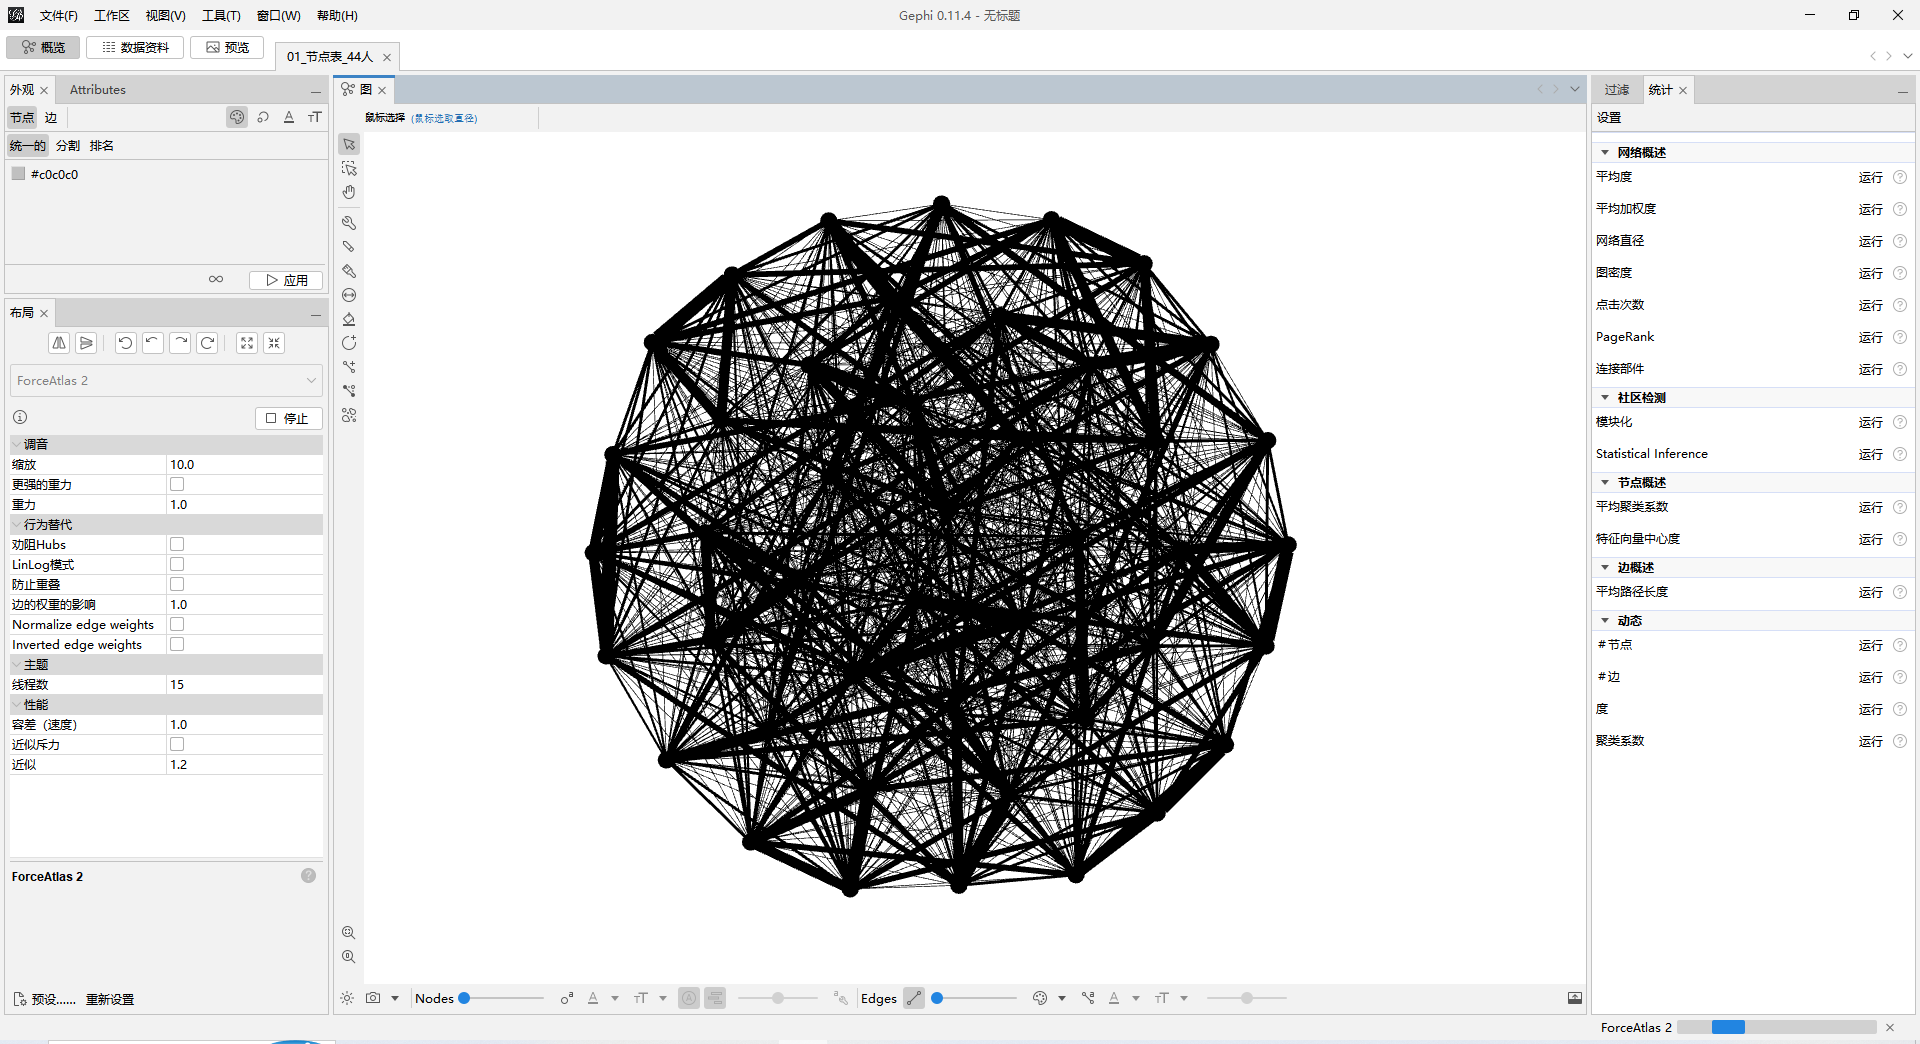 文件(F) 工作区 视图(V) 工具(T) 窗口(W) 帮助(H)
Gephi 0.11.4 - 无标题
概览 数据资料 预览
01_节点表_44人
外观 Attributes
节点 边
统一的 分割 排名
#c0c0c0
应用
布局
ForceAtlas 2
停止
调音
缩放 10.0
更强的重力
重力 1.0
行为替代
劝阻Hubs
LinLog模式
防止重叠
边的权重的影响 1.0
Normalize edge weights
Inverted edge weights
主题
线程数 15
性能
容差（速度） 1.0
近似斥力
近似 1.2
ForceAtlas 2
预设...... 重新设置
图
鼠标选择 (鼠标选取直径)
Nodes
Edges
过滤 统计
设置
网络概述
平均度 运行
平均加权度 运行
网络直径 运行
图密度 运行
点击次数 运行
PageRank 运行
连接部件 运行
社区检测
模块化 运行
Statistical Inference 运行
节点概述
平均聚类系数 运行
特征向量中心度 运行
边概述
平均路径长度 运行
动态
#节点 运行
#边 运行
度 运行
聚类系数 运行
ForceAtlas 2